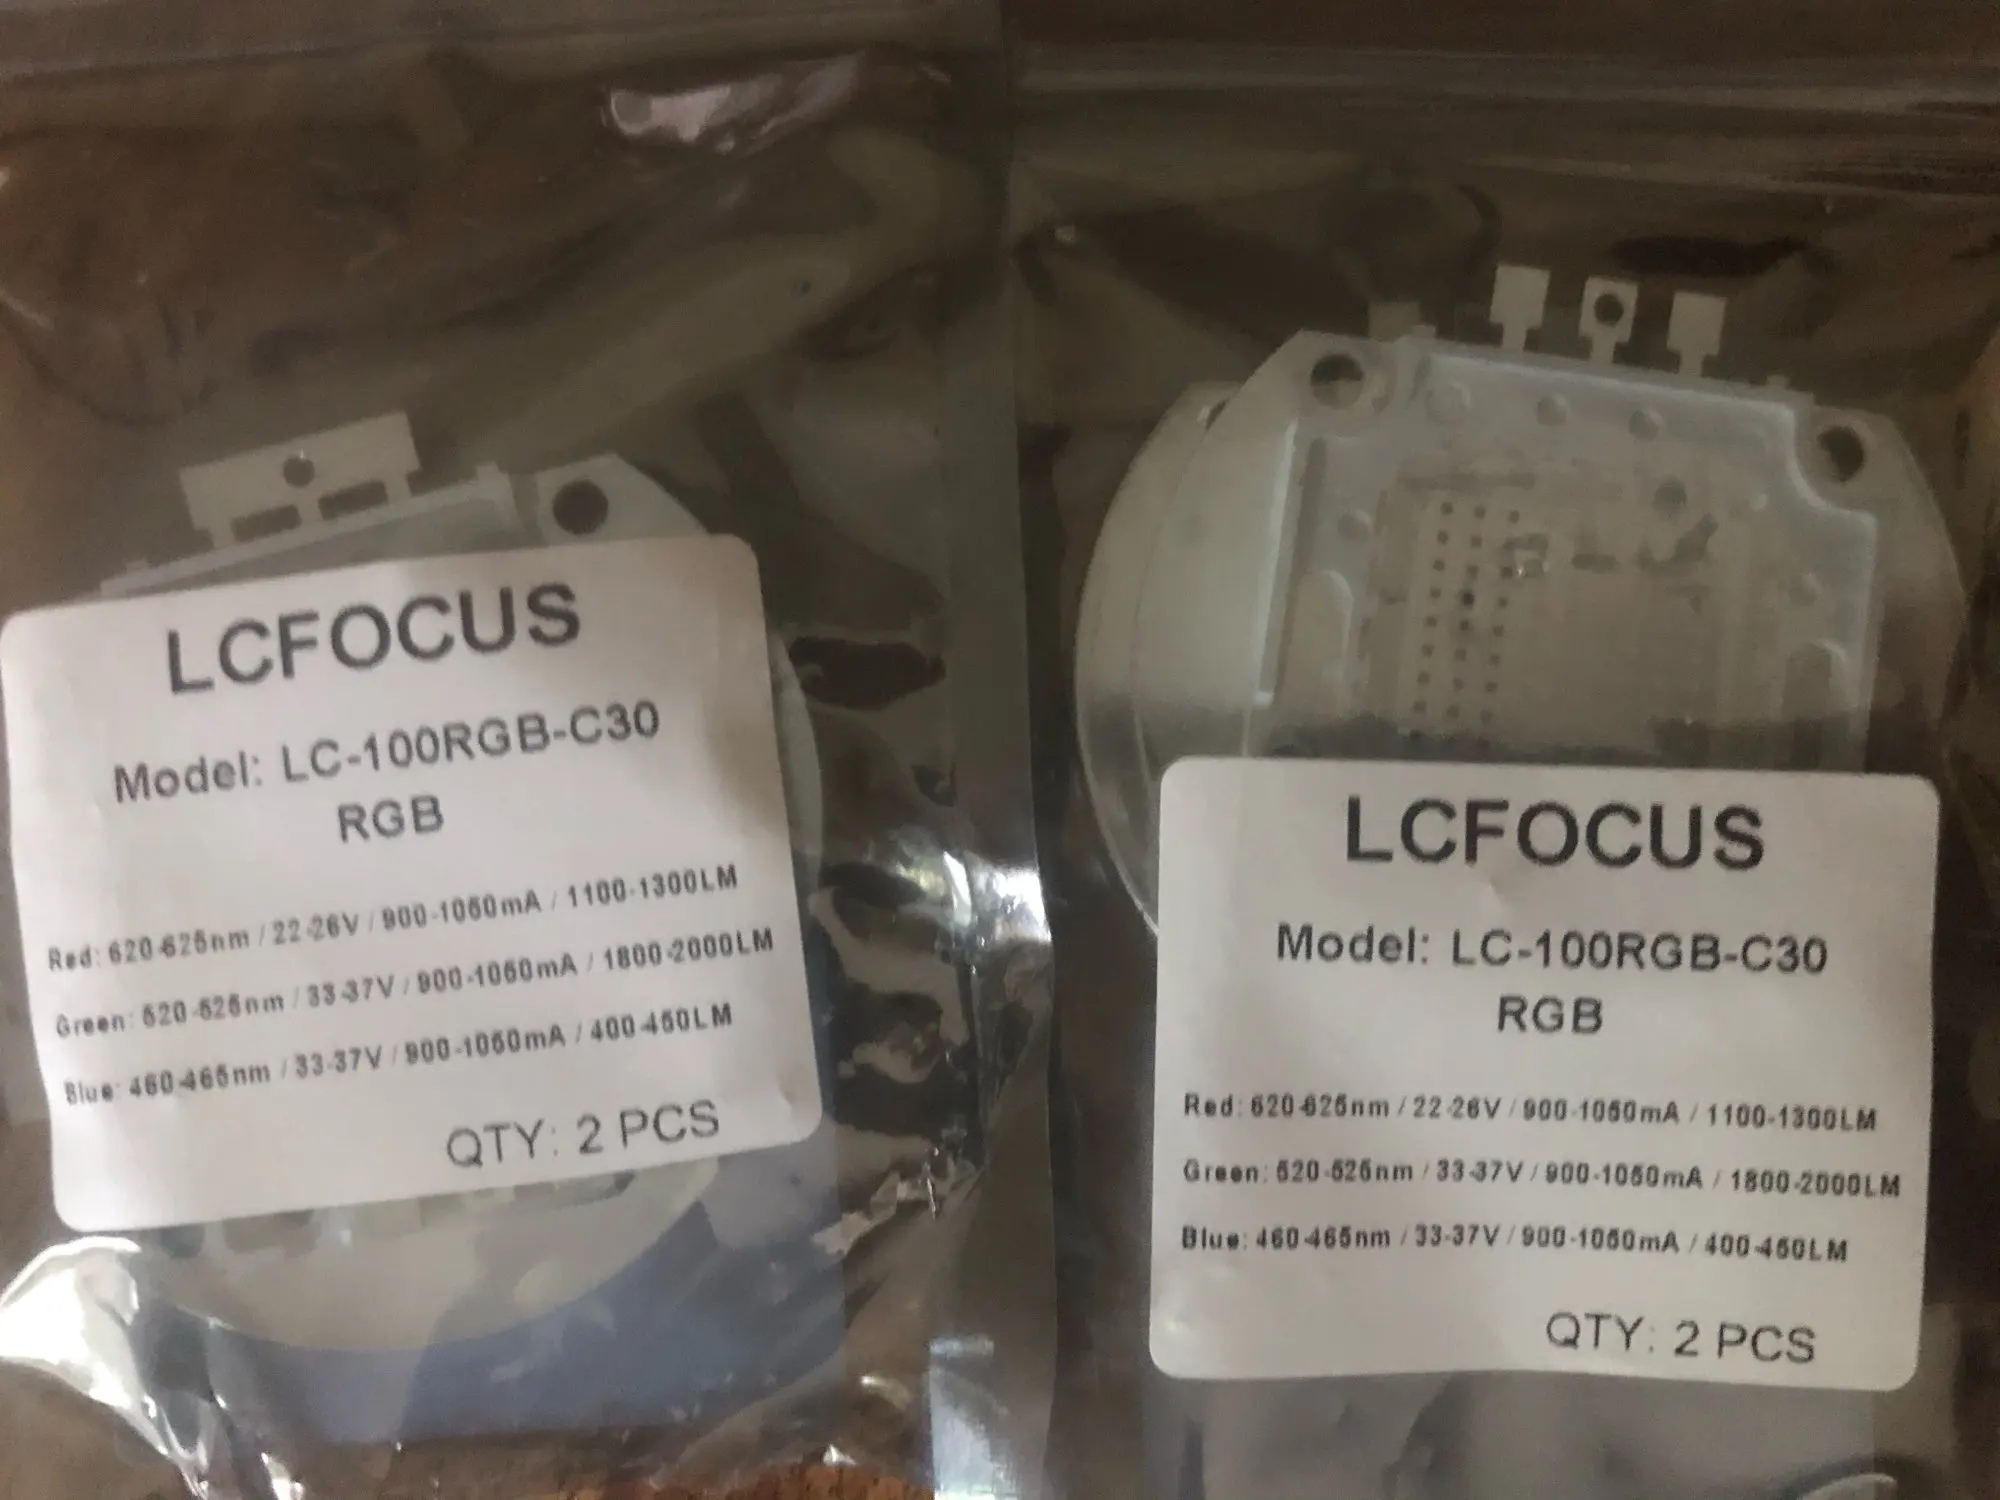 LCFOCUS
Model: LC-100RGB-C30
RGB
Red: 620-625nm / 22-26V / 900-1050mA / 1100-1300LM
Green: 520-525nm / 33-37V / 900-1050mA / 1800-2000LM
Blue: 460-465nm / 33-37V / 900-1050mA / 400-450LM
QTY: 2 PCS
LCFOCUS
Model: LC-100RGB-C30
RGB
Red: 620-625nm / 22-26V / 900-1050mA / 1100-1300LM
Green: 520-525nm / 33-37V / 900-1050mA / 1800-2000LM
Blue: 460-465nm / 33-37V / 900-1050mA / 400-450LM
QTY: 2 PCS